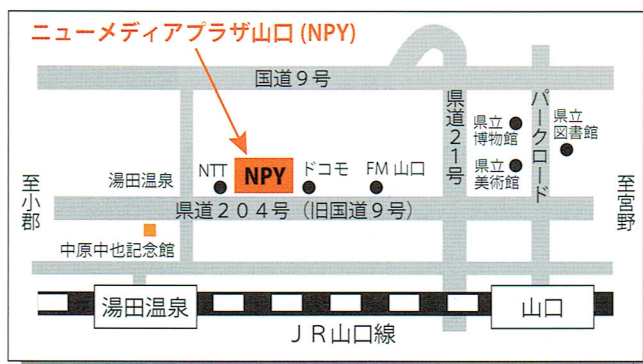 ニューメディアプラザ山口 (NPY)
国道９号
県道２１号
パークロード
県立
博物館
県立
図書館
県立
美術館
至小郡
湯田温泉
NTT
NPY
ドコモ
FM 山口
至宮野
県道２０４号（旧国道９号）
中原中也記念館
湯田温泉
山口
ＪＲ山口線